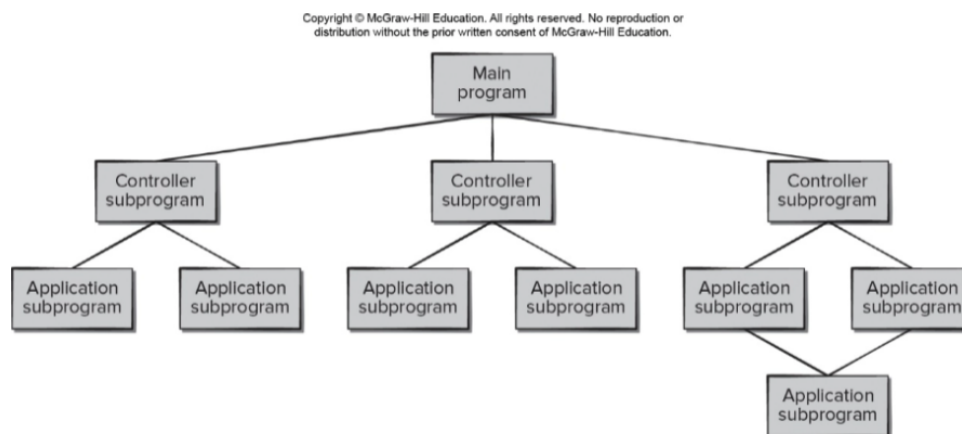 Copyright © McGraw-Hill Education. All rights reserved. No reproduction or
distribution without the prior written consent of McGraw-Hill Education.
Main
program
Controller
subprogram
Controller
subprogram
Controller
subprogram
Application
subprogram
Application
subprogram
Application
subprogram
Application
subprogram
Application
subprogram
Application
subprogram
Application
subprogram